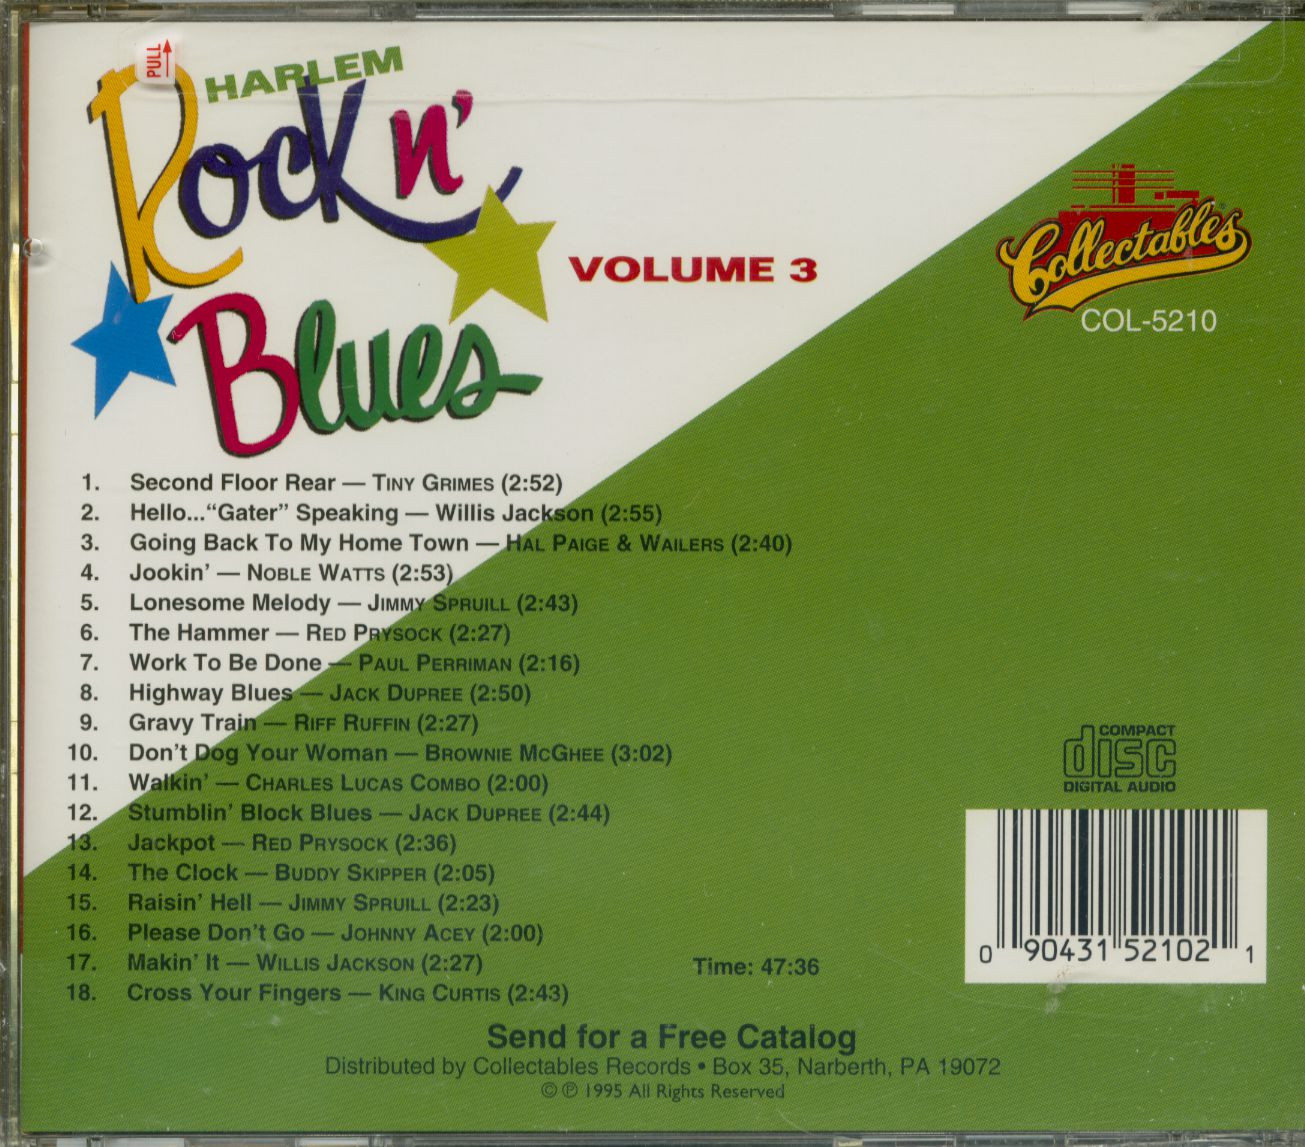 PULL
HARLEM
Rock n'
Blues
VOLUME 3
Collectables
COL-5210
1. Second Floor Rear — TINY GRIMES (2:52)
2. Hello..."Gater" Speaking — Willis Jackson (2:55)
3. Going Back To My Home Town — HAL PAIGE & WAILERS (2:40)
4. Jookin' — NOBLE WATTS (2:53)
5. Lonesome Melody — JIMMY SPRUILL (2:43)
6. The Hammer — RED PRYSOCK (2:27)
7. Work To Be Done — PAUL PERRIMAN (2:16)
8. Highway Blues — JACK DUPREE (2:50)
9. Gravy Train — RIFF RUFFIN (2:27)
10. Don't Dog Your Woman — BROWNIE MCGHEE (3:02)
11. Walkin' — CHARLES LUCAS COMBO (2:00)
12. Stumblin' Block Blues — JACK DUPREE (2:44)
13. Jackpot — RED PRYSOCK (2:36)
14. The Clock — BUDDY SKIPPER (2:05)
15. Raisin' Hell — JIMMY SPRUILL (2:23)
16. Please Don't Go — JOHNNY ACEY (2:00)
17. Makin' It — WILLIS JACKSON (2:27)
18. Cross Your Fingers — KING CURTIS (2:43)
Time: 47:36
COMPACT
disc
DIGITAL AUDIO
0 90431 52102 1
Send for a Free Catalog
Distributed by Collectables Records • Box 35, Narberth, PA 19072
© ℗ 1995 All Rights Reserved